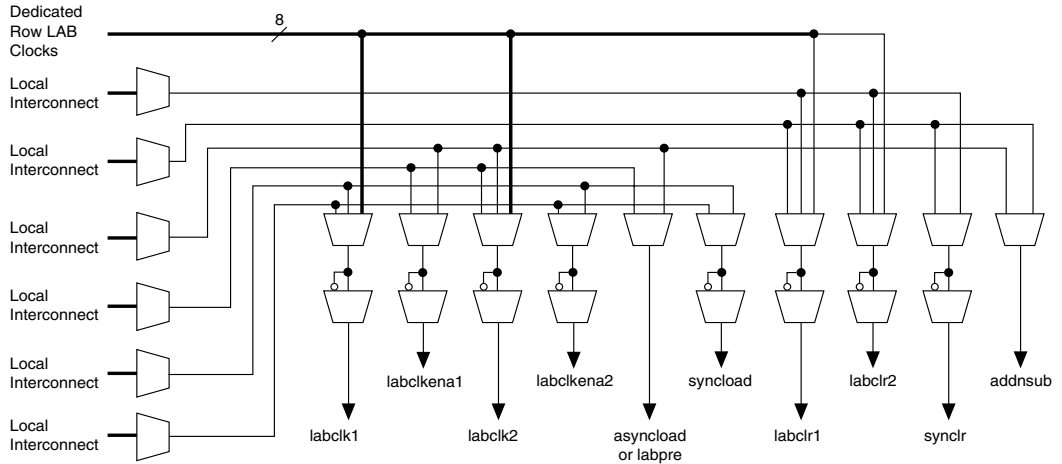 Dedicated
Row LAB
Clocks
8
Local
Interconnect
Local
Interconnect
Local
Interconnect
Local
Interconnect
Local
Interconnect
Local
Interconnect
labclkena1
labclkena2
syncload
labclr2
addnsub
labclk1
labclk2
asyncload
or labpre
labclr1
synclr